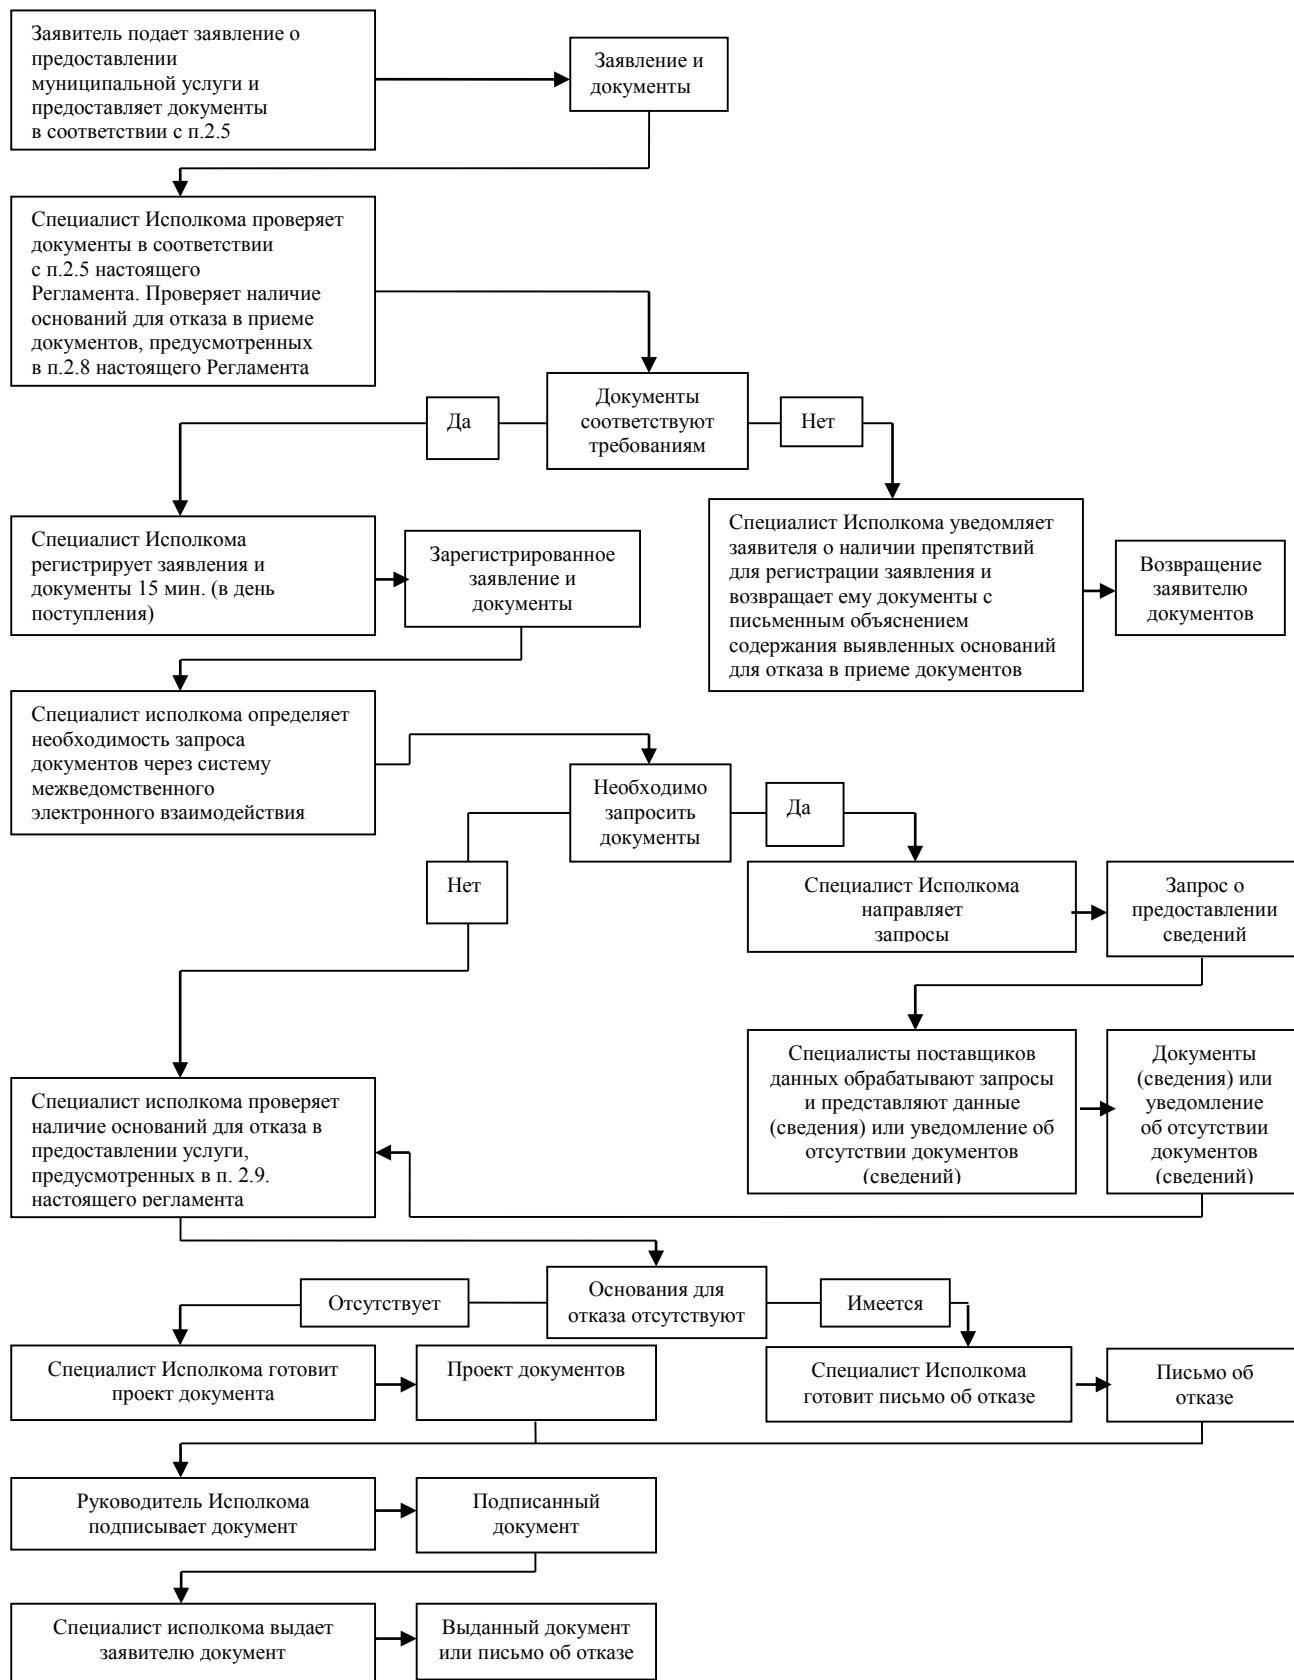 Заявитель подает заявление о
предоставлении
муниципальной услуги и
предоставляет документы
в соответствии с п.2.5
Заявление и
документы
Специалист Исполкома проверяет
документы в соответствии
с п.2.5 настоящего
Регламента. Проверяет наличие
оснований для отказа в приеме
документов, предусмотренных
в п.2.8 настоящего Регламента
Документы
соответствуют
требованиям
Да
Нет
Специалист Исполкома
регистрирует заявления и
документы 15 мин. (в день
поступления)
Зарегистрированное
заявление и
документы
Специалист Исполкома уведомляет
заявителя о наличии препятствий
для регистрации заявления и
возвращает ему документы с
письменным объяснением
содержания выявленных оснований
для отказа в приеме документов
Возвращение
заявителю
документов
Специалист исполкома определяет
необходимость запроса
документов через систему
межведомственного
электронного взаимодействия
Необходимо
запросить
документы
Да
Нет
Специалист Исполкома
направляет
запросы
Запрос о
предоставлении
сведений
Специалисты поставщиков
данных обрабатывают запросы
и представляют данные
(сведения) или уведомление об
отсутствии документов
(сведений)
Документы
(сведения) или
уведомление
об отсутствии
документов
(сведений)
Специалист исполкома проверяет
наличие оснований для отказа в
предоставлении услуги,
предусмотренных в п. 2.9.
настоящего регламента
Основания для
отказа отсутствуют
Отсутствует
Имеется
Специалист Исполкома готовит
проект документа
Проект документов
Специалист Исполкома
готовит письмо об отказе
Письмо об
отказе
Руководитель Исполкома
подписывает документ
Подписанный
документ
Специалист исполкома выдает
заявителю документ
Выданный документ
или письмо об отказе